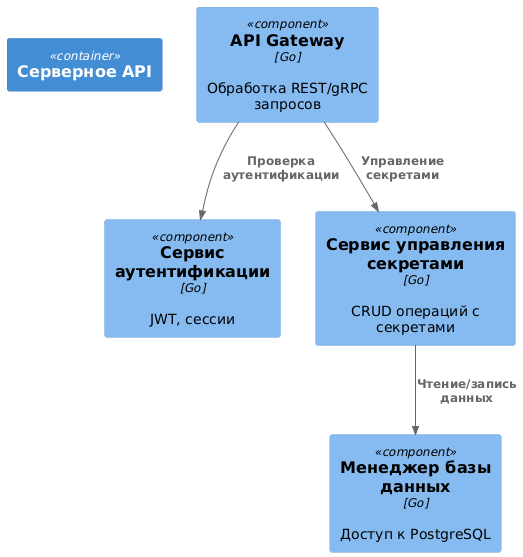 «container»
Серверное API
«component»
API Gateway
[Go]
Обработка REST/gRPC
запросов
Проверка
аутентификации
Управление
секретами
«component»
Сервис
аутентификации
[Go]
JWT, сессии
«component»
Сервис управления
секретами
[Go]
CRUD операций с
секретами
Чтение/запись
данных
«component»
Менеджер базы
данных
[Go]
Доступ к PostgreSQL